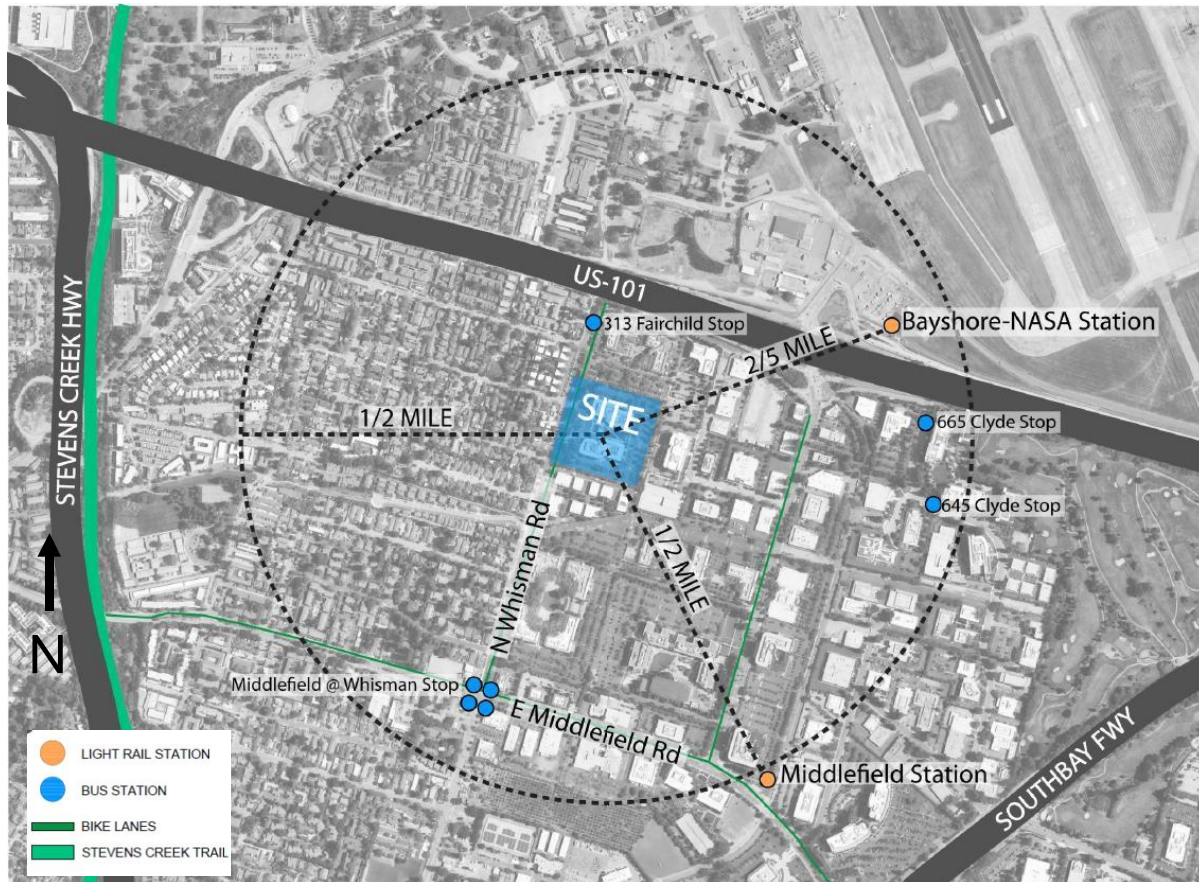 US-101
313 Fairchild Stop
Bayshore-NASA Station
2/5 MILE
SITE
1/2 MILE
665 Clyde Stop
STEVENS CREEK HWY
645 Clyde Stop
1/2 MILE
N Whisman Rd
N
Middlefield @ Whisman Stop
E Middlefield Rd
Middlefield Station
SOUTHBAY FWY
LIGHT RAIL STATION
BUS STATION
BIKE LANES
STEVENS CREEK TRAIL